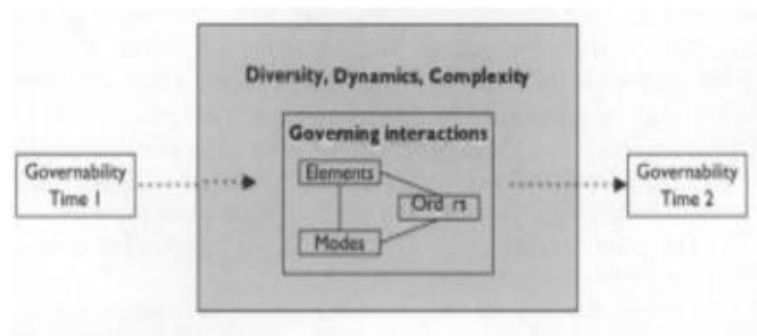 Diversity, Dynamics, Complexity
Governing interactions
Governability
Time 1
Elements
Ord rs
Modes
Governability
Time 2